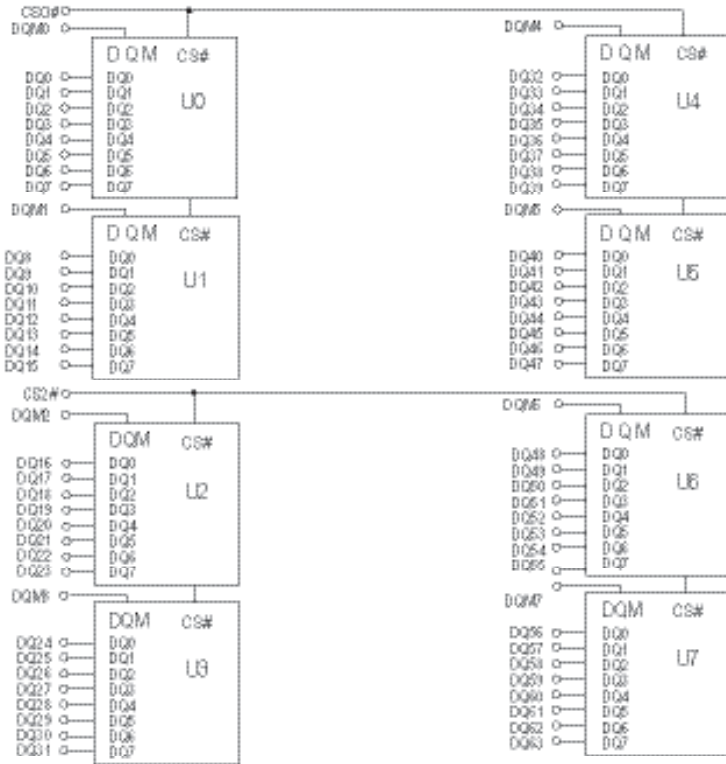 CS0#
DQM0
DQM CS#
DQ0 DQ0
DQ1 DQ1
DQ2 DQ2
DQ3 DQ3
DQ4 DQ4
DQ5 DQ5
DQ6 DQ6
DQ7 DQ7
U0
DQM1
DQM CS#
DQ8 DQ0
DQ9 DQ1
DQ10 DQ2
DQ11 DQ3
DQ12 DQ4
DQ13 DQ5
DQ14 DQ6
DQ15 DQ7
U1
CS2#
DQM2
DQM CS#
DQ16 DQ0
DQ17 DQ1
DQ18 DQ2
DQ19 DQ3
DQ20 DQ4
DQ21 DQ5
DQ22 DQ6
DQ23 DQ7
U2
DQM3
DQM CS#
DQ24 DQ0
DQ25 DQ1
DQ26 DQ2
DQ27 DQ3
DQ28 DQ4
DQ29 DQ5
DQ30 DQ6
DQ31 DQ7
U3
DQM4
DQM CS#
DQ32 DQ0
DQ33 DQ1
DQ34 DQ2
DQ35 DQ3
DQ36 DQ4
DQ37 DQ5
DQ38 DQ6
DQ39 DQ7
U4
DQM5
DQM CS#
DQ40 DQ0
DQ41 DQ1
DQ42 DQ2
DQ43 DQ3
DQ44 DQ4
DQ45 DQ5
DQ46 DQ6
DQ47 DQ7
U5
DQM6
DQM CS#
DQ48 DQ0
DQ49 DQ1
DQ50 DQ2
DQ51 DQ3
DQ52 DQ4
DQ53 DQ5
DQ54 DQ6
DQ55 DQ7
U6
DQM7
DQM CS#
DQ56 DQ0
DQ57 DQ1
DQ58 DQ2
DQ59 DQ3
DQ60 DQ4
DQ61 DQ5
DQ62 DQ6
DQ63 DQ7
U7